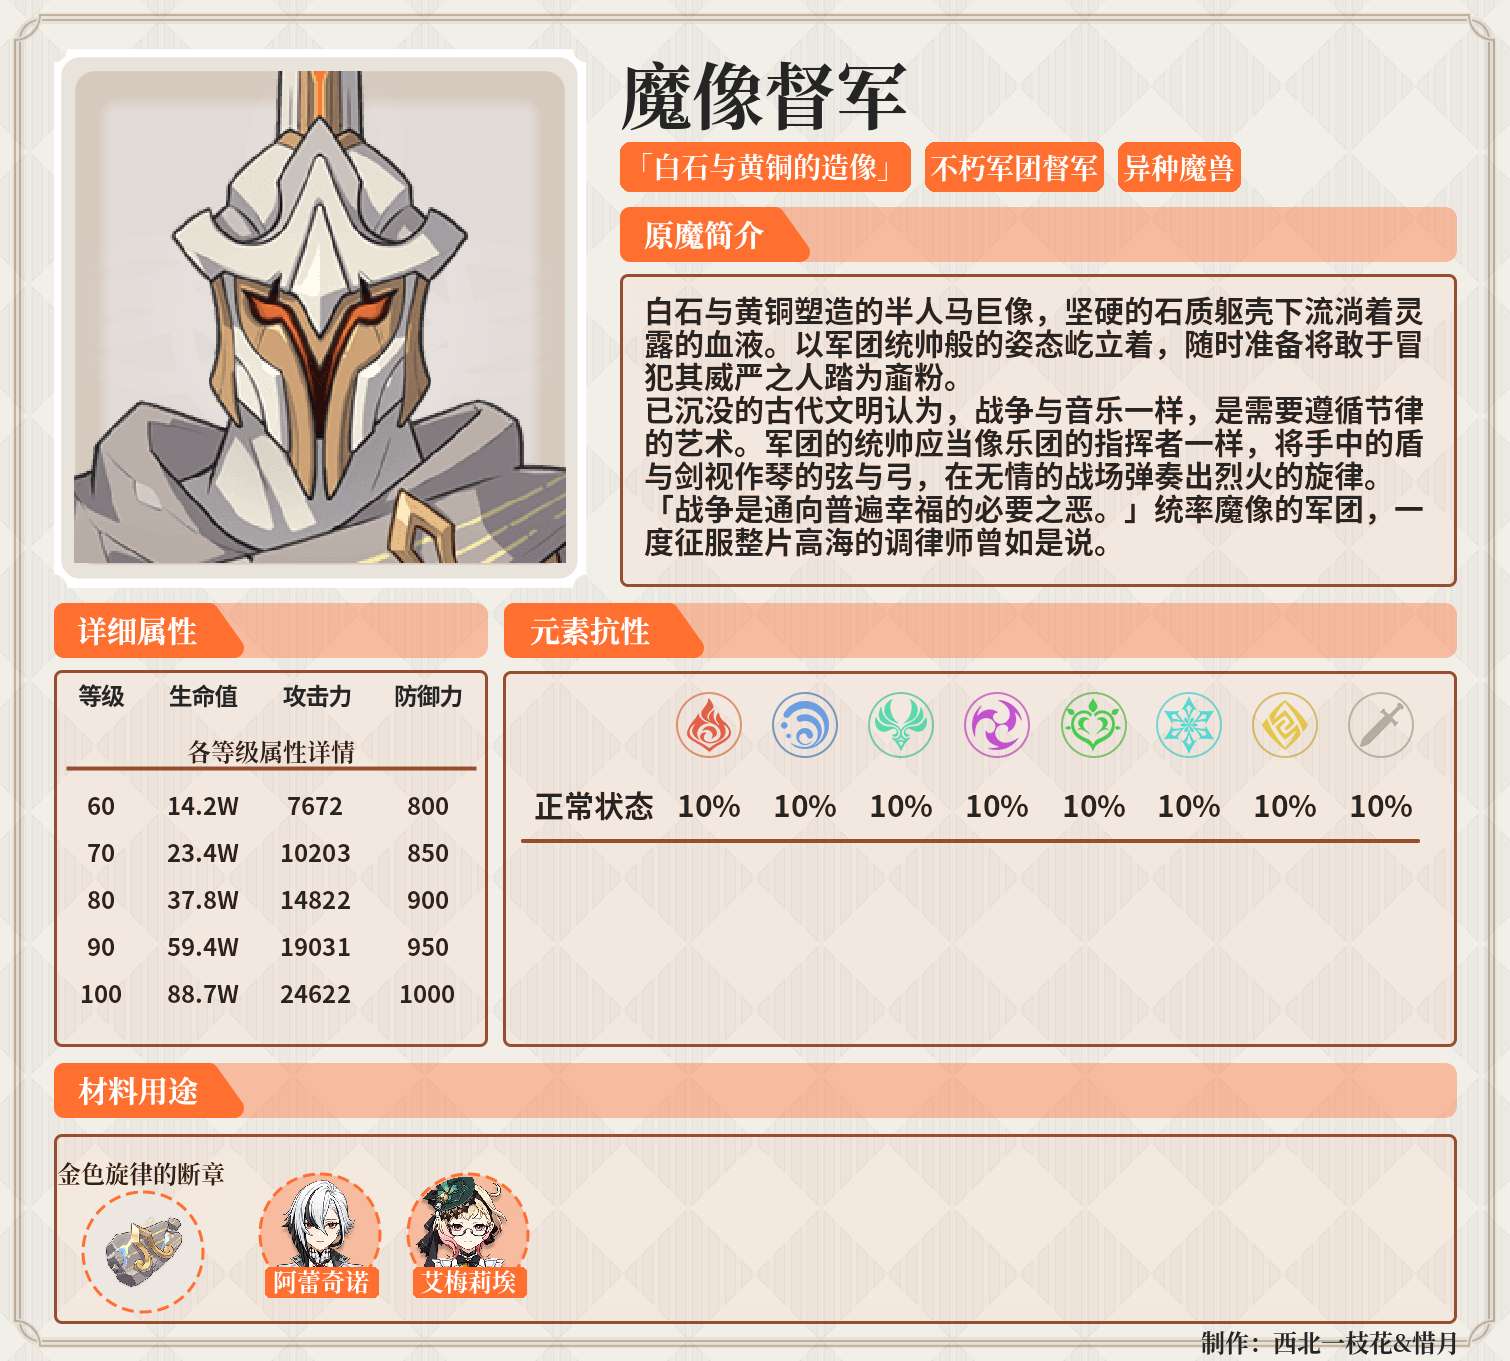 魔像督军
「白石与黄铜的造像」 不朽军团督军 异种魔兽
原魔简介
白石与黄铜塑造的半人马巨像，坚硬的石质躯壳下流淌着灵
露的血液。以军团统帅般的姿态屹立着，随时准备将敢于冒
犯其威严之人踏为齑粉。
已沉没的古代文明认为，战争与音乐一样，是需要遵循节律
的艺术。军团的统帅应当像乐团的指挥者一样，将手中的盾
与剑视作琴的弦与弓，在无情的战场弹奏出烈火的旋律。
「战争是通向普遍幸福的必要之恶。」统率魔像的军团，一
度征服整片高海的调律师曾如是说。
详细属性
等级 生命值 攻击力 防御力
各等级属性详情
60 14.2W 7672 800
70 23.4W 10203 850
80 37.8W 14822 900
90 59.4W 19031 950
100 88.7W 24622 1000
元素抗性
正常状态 10% 10% 10% 10% 10% 10% 10% 10%
材料用途
金色旋律的断章
阿蕾奇诺 艾梅莉埃
制作：西北一枝花&惜月